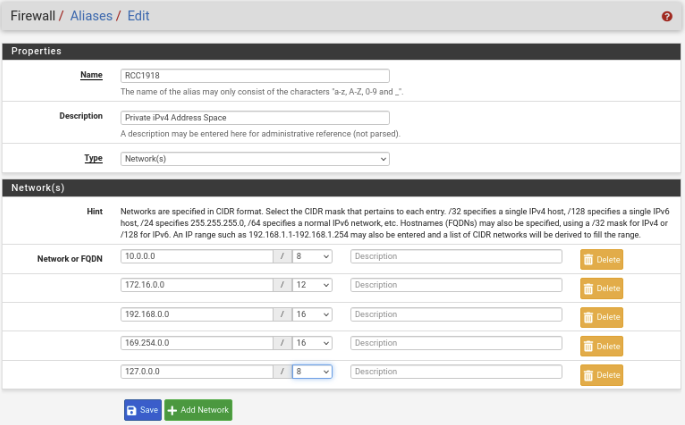 Firewall / Aliases / Edit
Properties
Name RCC1918
The name of the alias may only consist of the characters "a-z, A-Z, 0-9 and _".
Description Private iPv4 Address Space
A description may be entered here for administrative reference (not parsed).
Type Network(s)
Network(s)
Hint Networks are specified in CIDR format. Select the CIDR mask that pertains to each entry. /32 specifies a single IPv4 host, /128 specifies a single IPv6
host, /24 specifies 255.255.255.0, /64 specifies a normal IPv6 network, etc. Hostnames (FQDNs) may also be specified, using a /32 mask for IPv4 or
/128 for IPv6. An IP range such as 192.168.1.1-192.168.1.254 may also be entered and a list of CIDR networks will be derived to fill the range.
Network or FQDN 10.0.0.0 / 8 Description Delete
172.16.0.0 / 12 Description Delete
192.168.0.0 / 16 Description Delete
169.254.0.0 / 16 Description Delete
127.0.0.0 / 8 Description Delete
Save Add Network